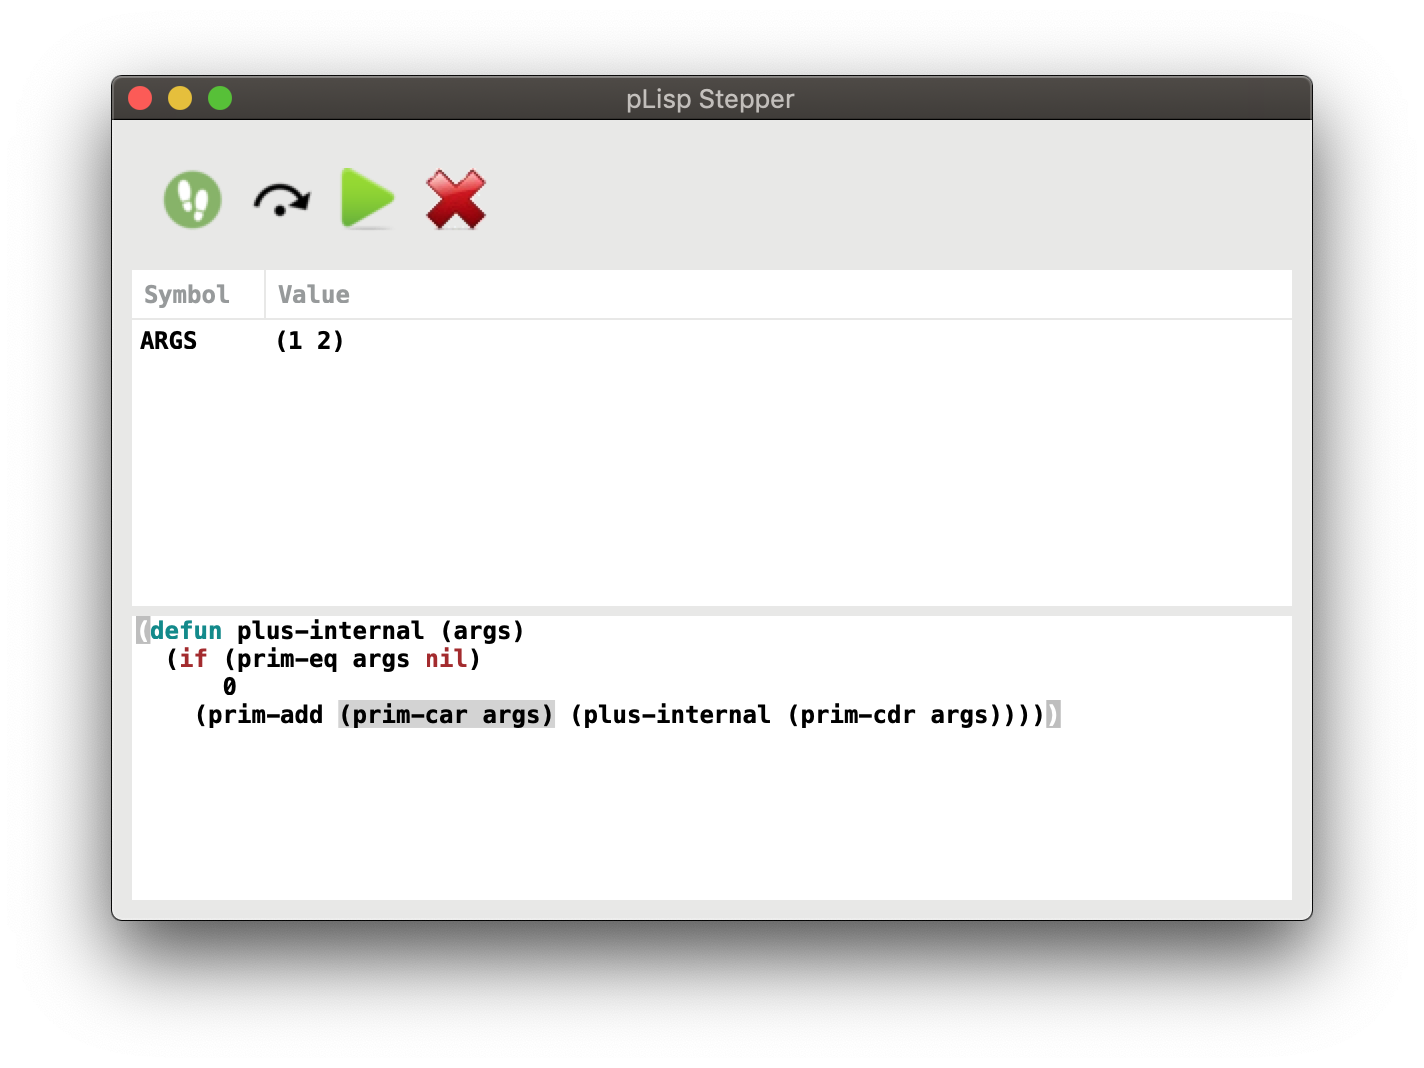 pLisp Stepper
Symbol Value
ARGS (1 2)
(defun plus-internal (args)
  (if (prim-eq args nil)
      0
    (prim-add (prim-car args) (plus-internal (prim-cdr args)))))